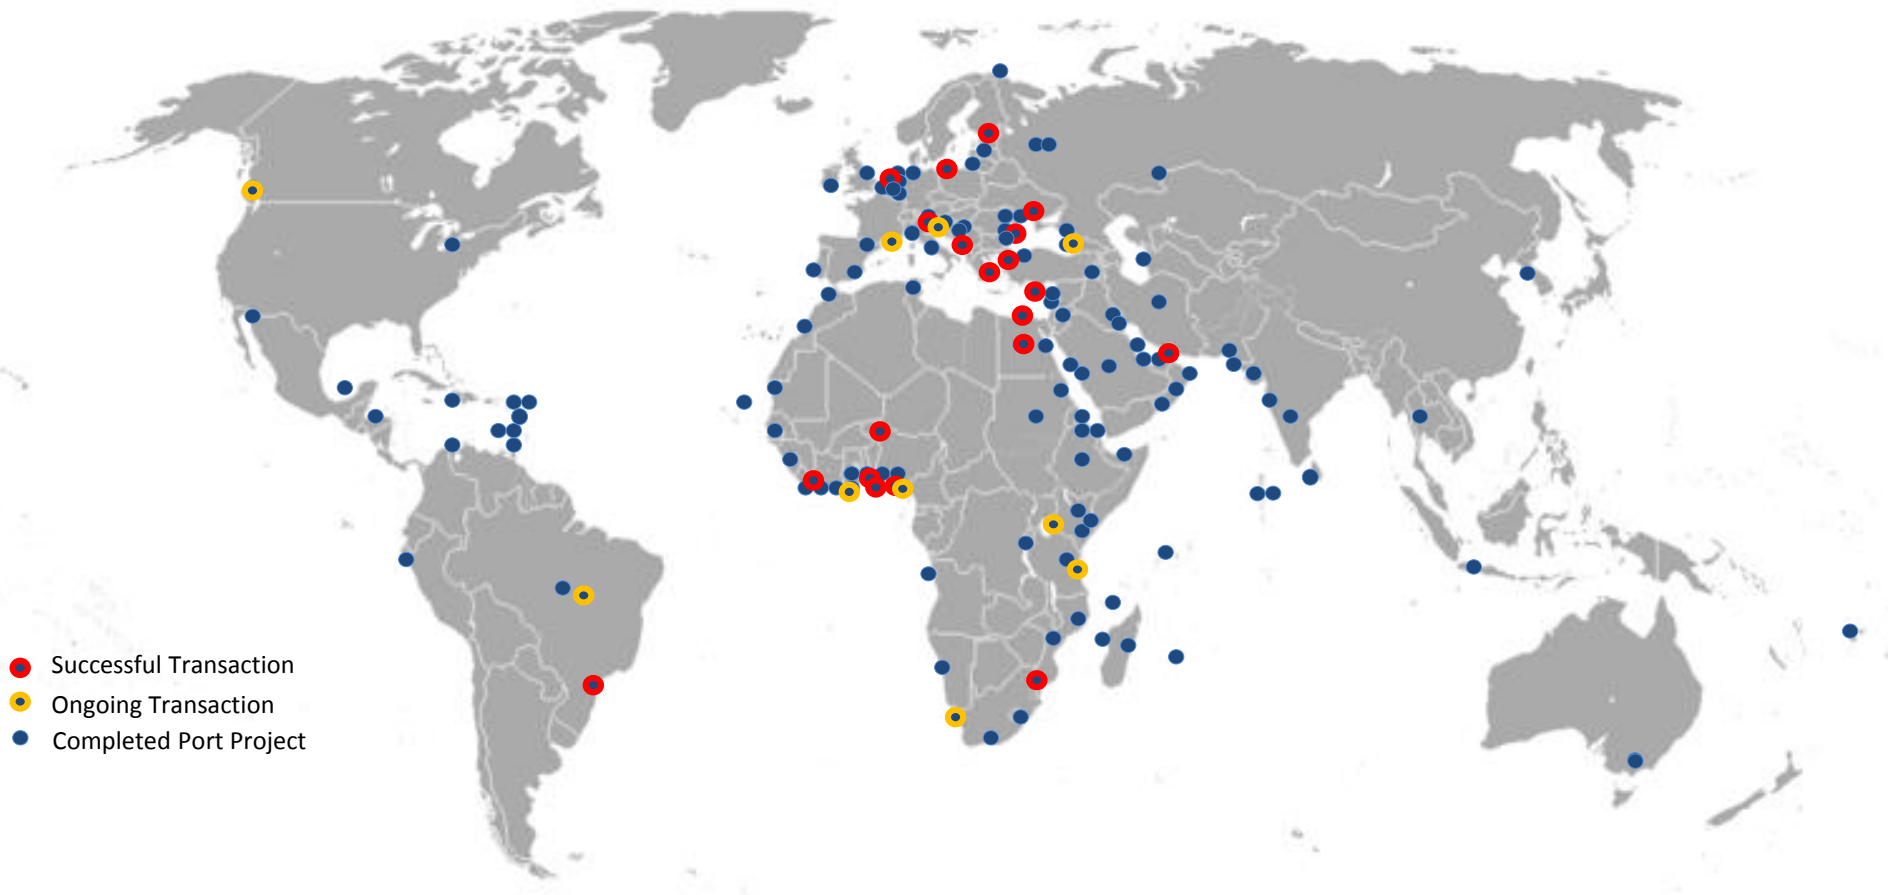 Successful Transaction
Ongoing Transaction
Completed Port Project